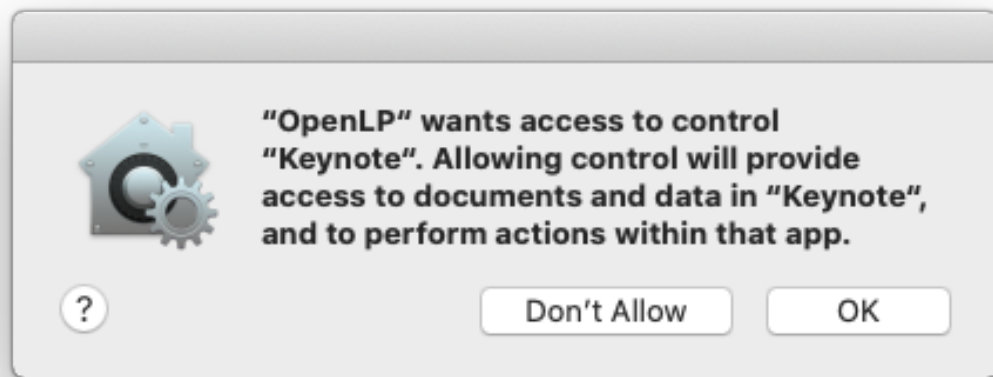 “OpenLP“ wants access to control
“Keynote“. Allowing control will provide
access to documents and data in “Keynote“,
and to perform actions within that app.
?
Don’t Allow
OK